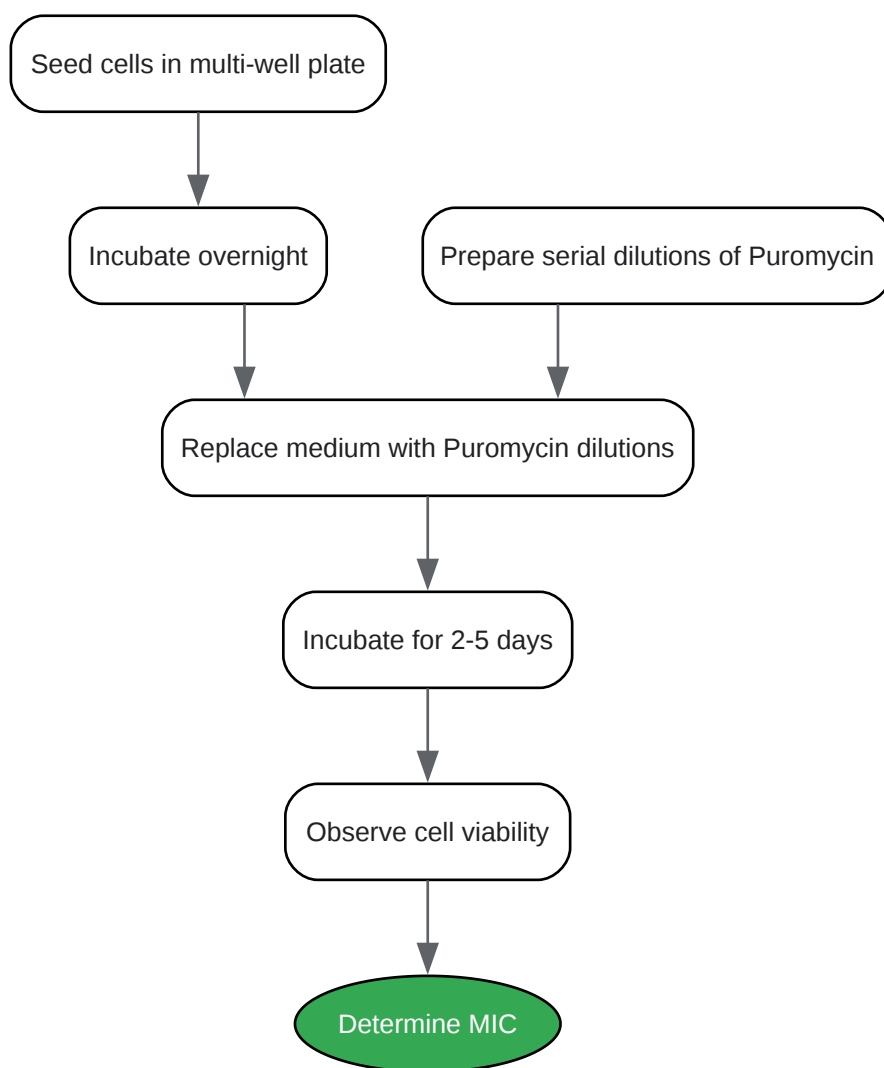 Seed cells in multi-well plate
Incubate overnight
Prepare serial dilutions of Puromycin
Replace medium with Puromycin dilutions
Incubate for 2-5 days
Observe cell viability
Determine MIC